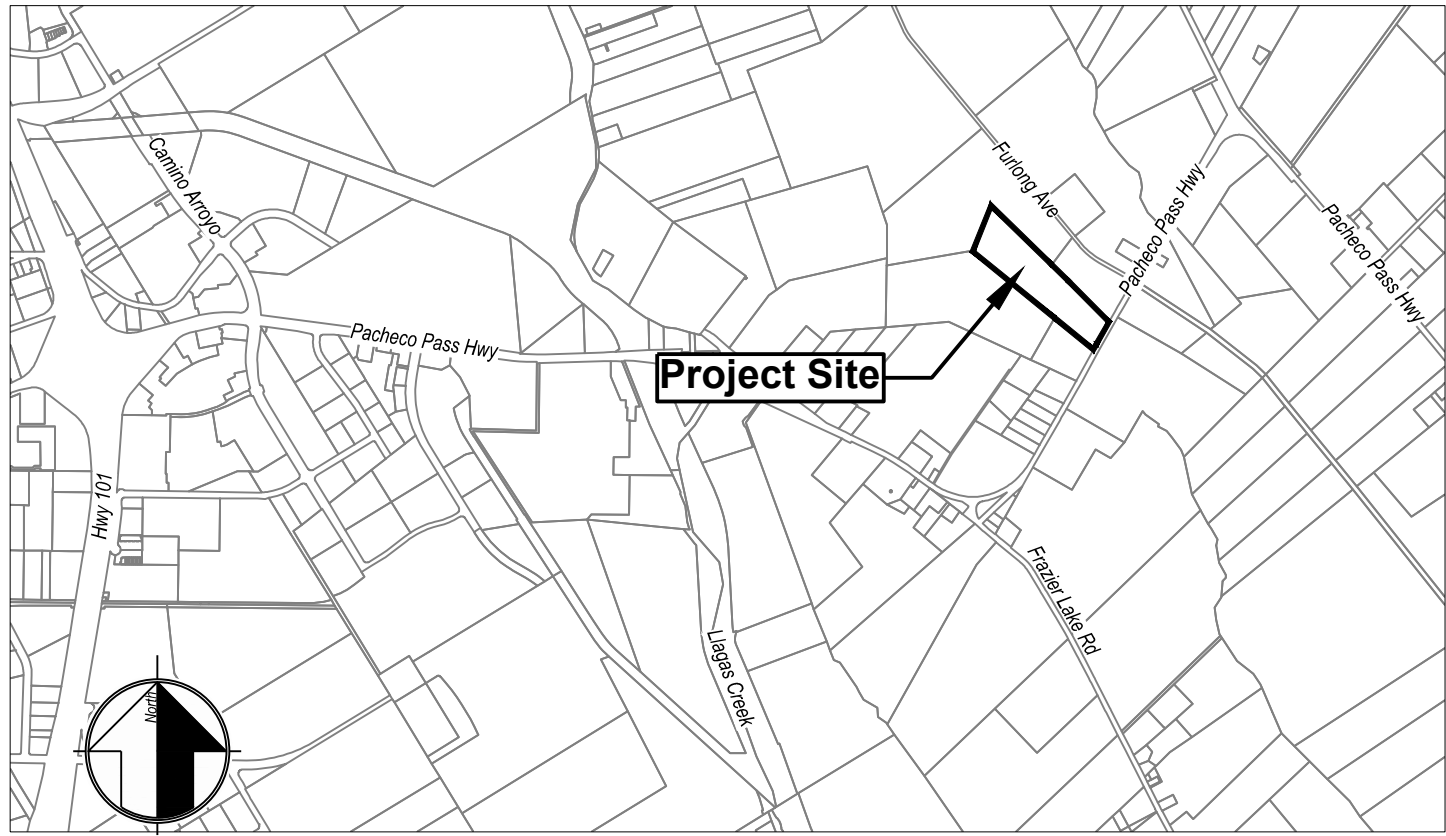 Camino Arroyo
Furlong Ave
Pacheco Pass Hwy
Pacheco Pass Hwy
Pacheco Pass Hwy
Project Site
Hwy 101
Frazier Lake Rd
Llagas Creek
North